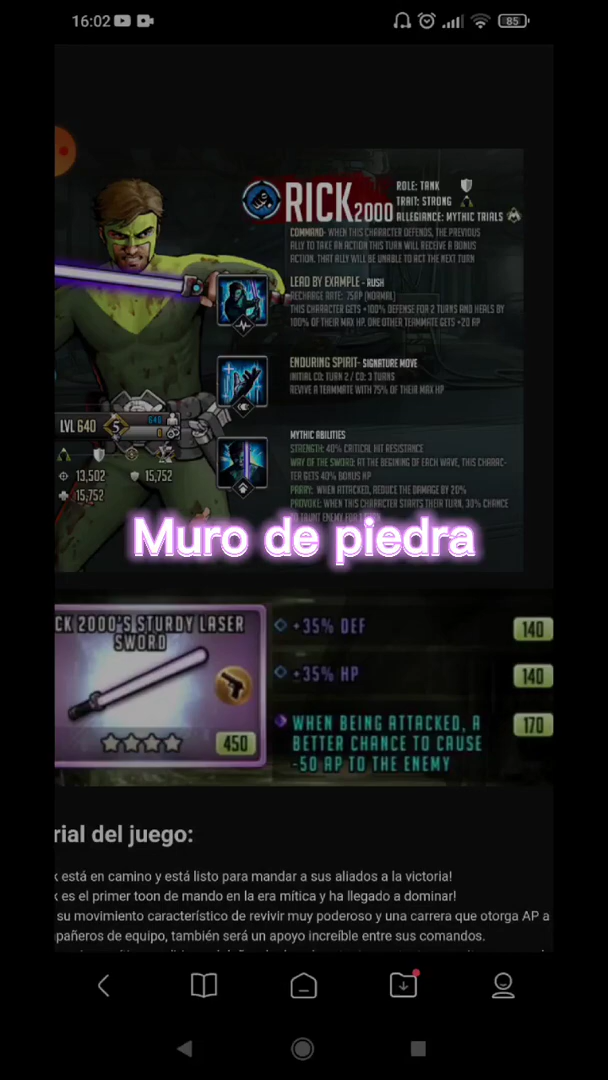 16:02
85
RICK 2000
ROLE: TANK
TRAIT: STRONG
ALLEGIANCE: MYTHIC TRIALS
COMMAND- WHEN THIS CHARACTER DEFENDS, THE PREVIOUS
ALLY TO TAKE AN ACTION THIS TURN WILL RECEIVE A BONUS
ACTION. THAT ALLY WILL BE UNABLE TO ACT THE NEXT TURN
LEAD BY EXAMPLE - RUSH
RECHARGE RATE: 75AP (NORMAL)
THIS CHARACTER GETS +100% DEFENSE FOR 2 TURNS AND HEALS BY
100% OF THEIR MAX HP. ONE OTHER TEAMMATE GETS +20 AP
ENDURING SPIRIT- SIGNATURE MOVE
INITIAL CD: TURN 2 / CD: 3 TURNS
REVIVE A TEAMMATE WITH 75% OF THEIR MAX HP
MYTHIC ABILITIES
STRENGTH: 40% CRITICAL HIT RESISTANCE
WAY OF THE SWORD: AT THE BEGINING OF EACH WAVE, THIS CHARAC-
TER GETS 40% BONUS HP
PARRY: WHEN ATTACKED, REDUCE THE DAMAGE BY 20%
PROVOKE: WHEN THIS CHARACTER STARTS THEIR TURN, 30% CHANCE
TO TAUNT ENEMY FOR
LVL 640
5
640
13,502
15,752
15,752
Muro de piedra
CK 2000'S STURDY LASER
SWORD
450
+35% DEF
140
+35% HP
140
WHEN BEING ATTACKED, A
BETTER CHANCE TO CAUSE
-50 AP TO THE ENEMY
170
rial del juego:
k está en camino y está listo para mandar a sus aliados a la victoria!
k es el primer toon de mando en la era mítica y ha llegado a dominar!
su movimiento característico de revivir muy poderoso y una carrera que otorga AP a
pañeros de equipo, también será un apoyo increíble entre sus comandos.